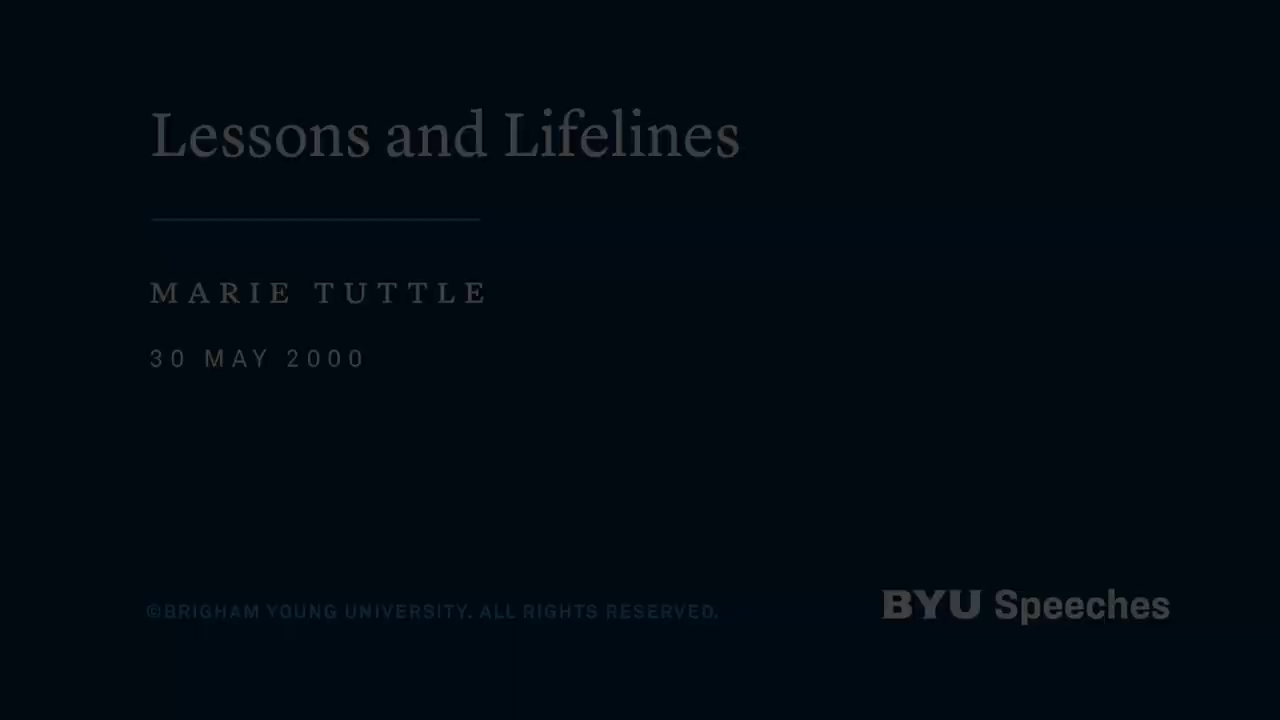 Lessons and Lifelines
MARIE TUTTLE
30 MAY 2000
©BRIGHAM YOUNG UNIVERSITY. ALL RIGHTS RESERVED.
BYU Speeches